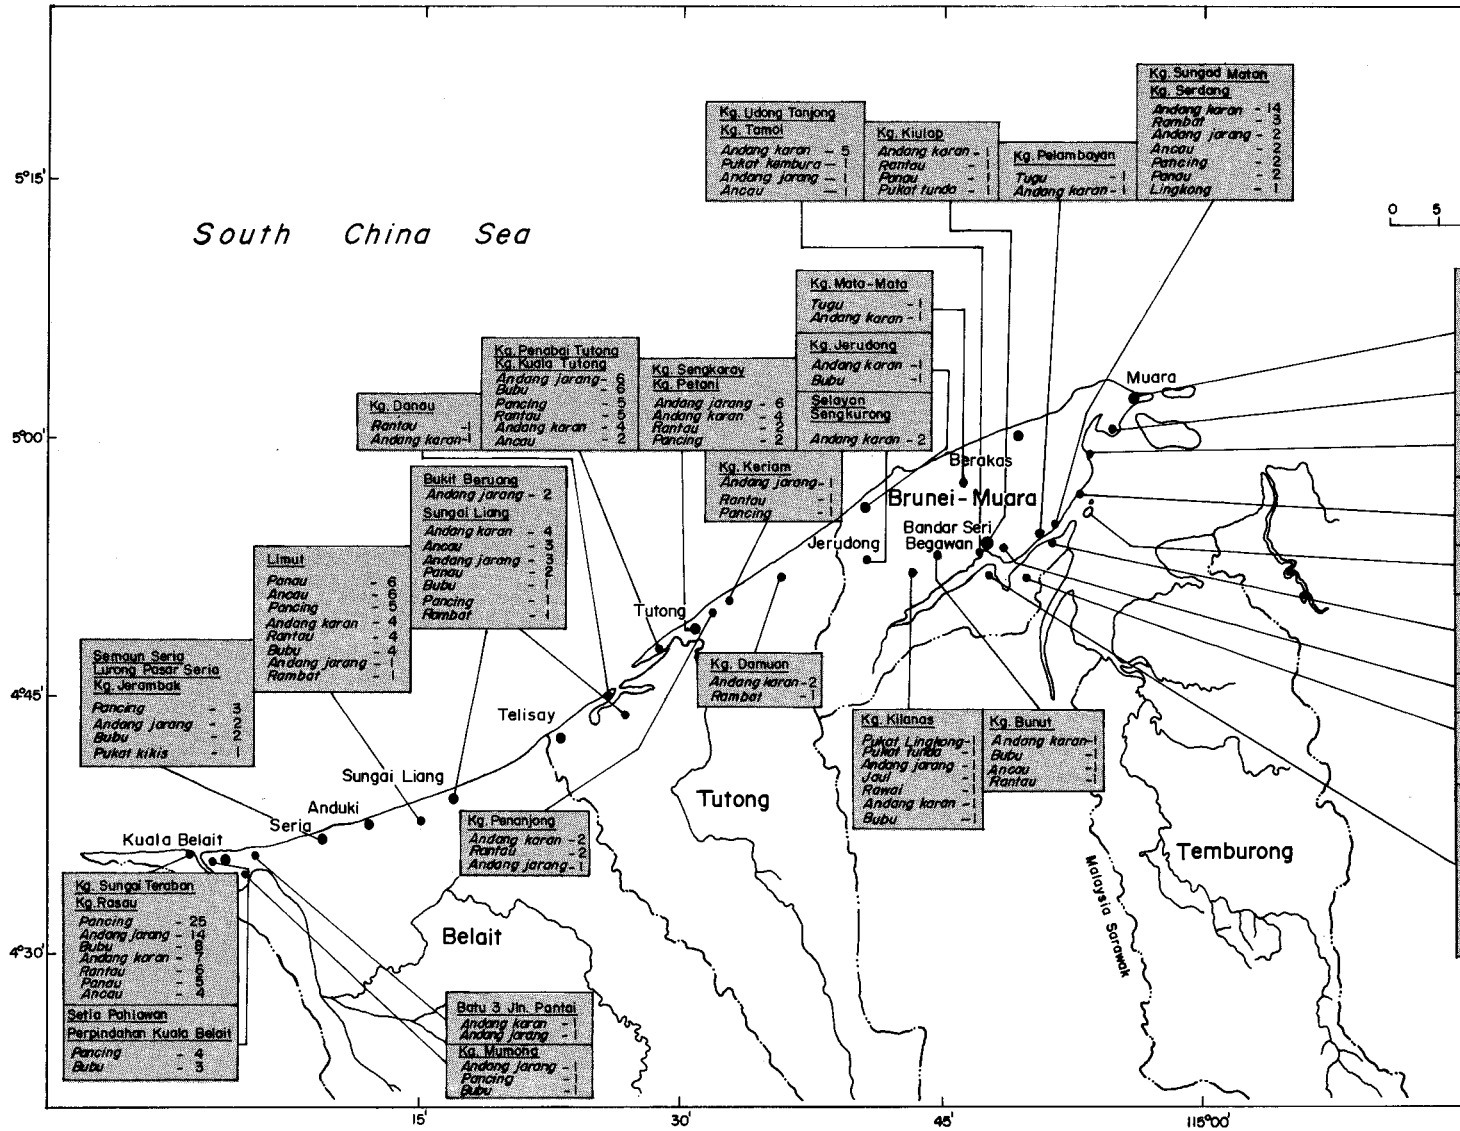 Kg. Sungad Matan
Kg. Serdang
Andang karan - 14
Rambat - 3
Andang jarang - 2
Ancau - 2
Pancing - 2
Panau - 2
Lingkong - 1
Kg. Udong Tanjong
Kg. Tamoi
Andang karan - 5
Pukat kembura - 1
Andang jarang - 1
Ancau - 1
Kg. Kiulap
Andang karan - 1
Rantau - 1
Panau - 1
Pukat tunda - 1
Kg. Pelambayan
Tugu - 1
Andang karan - 1
5°15'
0 5
South China Sea
Kg. Mata-Mata
Tugu - 1
Andang karan - 1
Kg. Jerudong
Andang karan - 1
Bubu - 1
Selayan
Sengkurong
Andang karan - 2
Kg. Penabai Tutong
Kg. Kuala Tutong
Andang jarang - 6
Bubu - 6
Pancing - 5
Rantau - 5
Andang karan - 4
Ancau - 2
Kg. Sengkaray
Kg. Petani
Andang jarang - 6
Andang karan - 4
Rantau - 2
Pancing - 2
Kg. Danau
Rantau - 1
Andang karan - 1
Muara
5°00'
Berakas
Kg. Keriam
Andang jarang - 1
Rantau - 1
Pancing - 1
Bukit Beruang
Andang jarang - 2
Sungai Liang
Andang karan - 4
Ancau - 3
Andang jarang - 3
Panau - 2
Bubu - 1
Pancing - 1
Rambat - 1
Brunei-Muara
Bandar Seri
Begawan
Jerudong
Limut
Panau - 6
Ancau - 6
Pancing - 5
Andang karan - 4
Rantau - 4
Bubu - 4
Andang jarang - 1
Rambat - 1
Tutong
Semaun Seria
Lurong Pasar Seria
Kg. Jerambak
Pancing - 3
Andang jarang - 2
Bubu - 2
Pukat kikis - 1
Kg. Damuan
Andang karan - 2
Rambat - 1
4°45'
Telisay
Kg. Kilanas
Pukat Lingkong - 1
Pukat tunda - 1
Andang jarang - 1
Jaul - 1
Rawai - 1
Andang karan - 1
Bubu - 1
Kg. Bunut
Andang karan - 1
Bubu - 1
Ancau - 1
Rantau - 1
Sungai Liang
Tutong
Anduki
Seria
Kg. Penanjong
Andang karan - 2
Rantau - 2
Andang jarang - 1
Kuala Belait
Temburong
Malaysia Sarawak
Kg. Sungai Teraban
Kg. Rasau
Pancing - 25
Andang jarang - 14
Bubu - 8
Andang karan - 7
Rantau - 6
Panau - 5
Ancau - 4
Setia Pahlawan
Perpindahan Kuala Belait
Pancing - 4
Bubu - 3
Belait
4°30'
Batu 3 Jln. Pantai
Andang karan - 1
Andang jarang - 1
Kg. Mumong
Andang jarang - 1
Pancing - 1
Bubu - 1
15'
30'
45'
115°00'